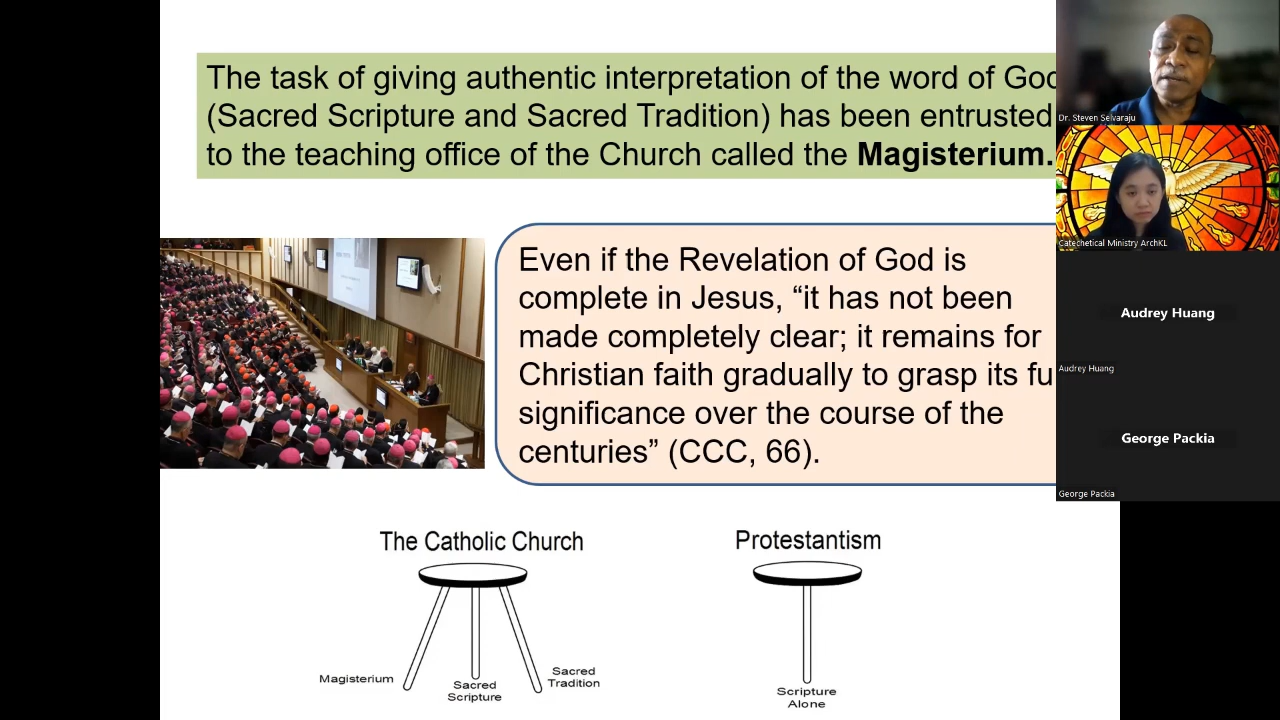 The task of giving authentic interpretation of the word of Go
(Sacred Scripture and Sacred Tradition) has been entrusted
to the teaching office of the Church called the Magisterium.
Even if the Revelation of God is
complete in Jesus, “it has not been
made completely clear; it remains for
Christian faith gradually to grasp its fu
significance over the course of the
centuries” (CCC, 66).
The Catholic Church
Magisterium
Sacred
Scripture
Sacred
Tradition
Protestantism
Scripture
Alone
Dr. Steven Selvaraju
Catechetical Ministry ArchKL
Audrey Huang
Audrey Huang
George Packia
George Packia